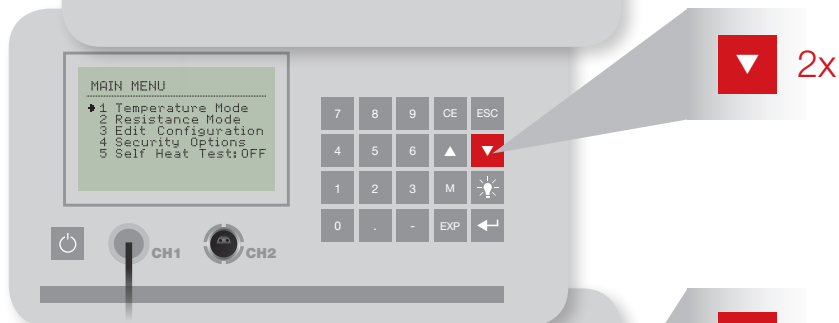 MAIN MENU
1 Temperature Mode
2 Resistance Mode
3 Edit Configuration
4 Security Options
5 Self Heat Test:OFF
7 8 9 CE ESC
4 5 6
1 2 3 M
0 . - EXP
CH1 CH2
2x